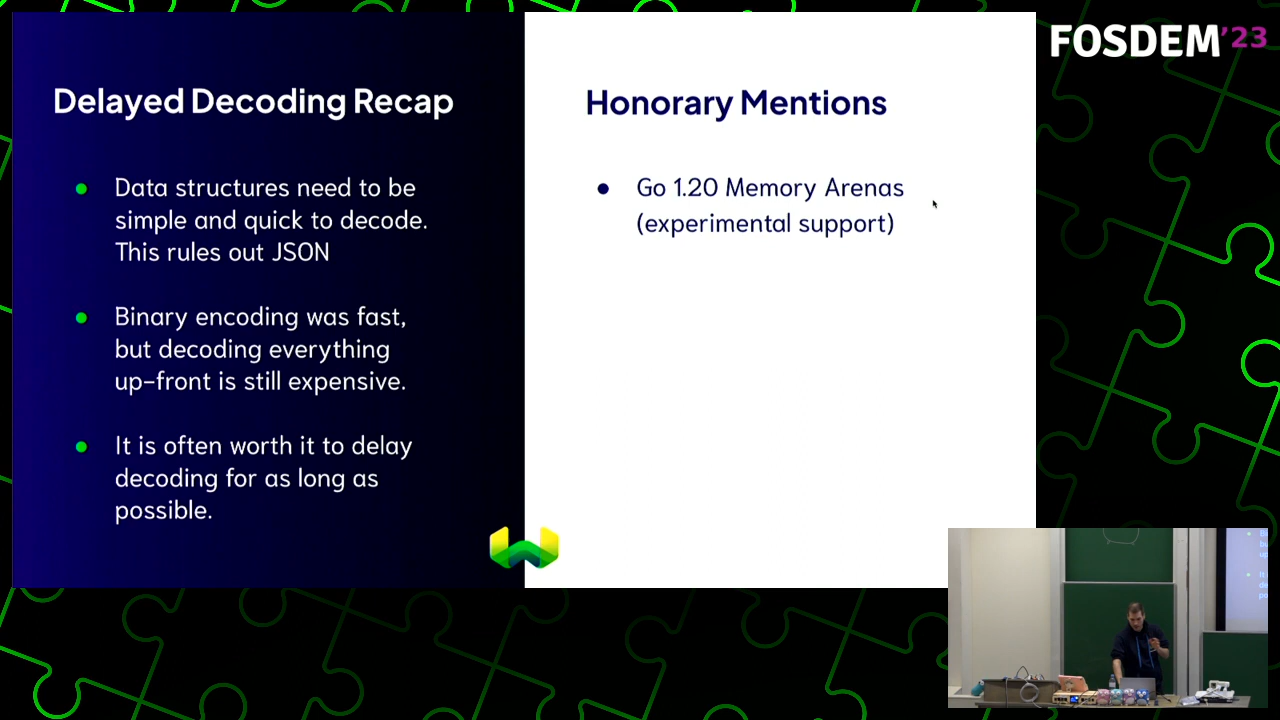 FOSDEM'23
Delayed Decoding Recap
Data structures need to be
simple and quick to decode.
This rules out JSON
Binary encoding was fast,
but decoding everything
up-front is still expensive.
It is often worth it to delay
decoding for as long as
possible.
Honorary Mentions
Go 1.20 Memory Arenas
(experimental support)